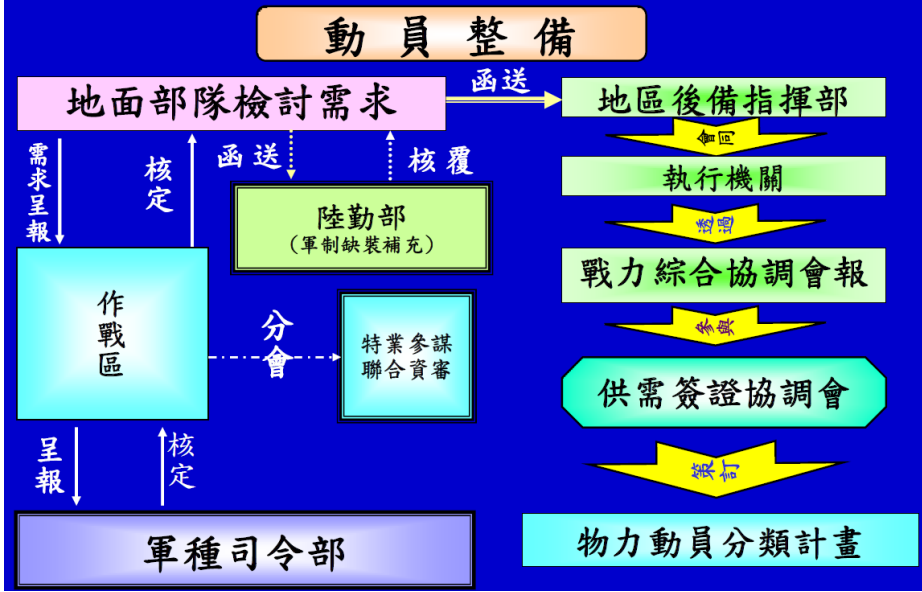 動員整備
地面部隊檢討需求
函送
地區後備指揮部
會同
執行機關
透過
戰力綜合協調會報
參與
供需簽證協調會
策訂
物力動員分類計畫
需求呈報
核定
函送
核覆
陸勤部
（軍制缺裝補充）
作戰區
分會
特業參謀
聯合資審
呈報
核定
軍種司令部